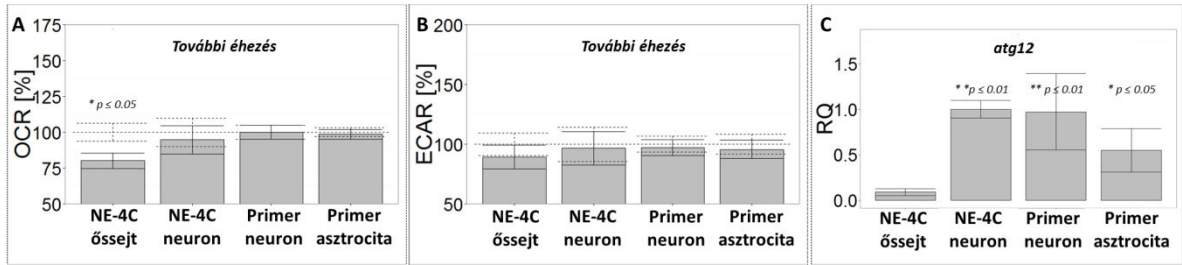 A
További éhezés
OCR [%]
175
150
125
100
75
50
* p ≤ 0.05
NE-4C őssejt
NE-4C neuron
Primer neuron
Primer asztrocita
B
További éhezés
ECAR [%]
200
150
100
50
NE-4C őssejt
NE-4C neuron
Primer neuron
Primer asztrocita
C
atg12
RQ
1.5
1.0
0.5
0.0
* *p ≤ 0.01
** p ≤ 0.01
* p ≤ 0.05
NE-4C őssejt
NE-4C neuron
Primer neuron
Primer asztrocita